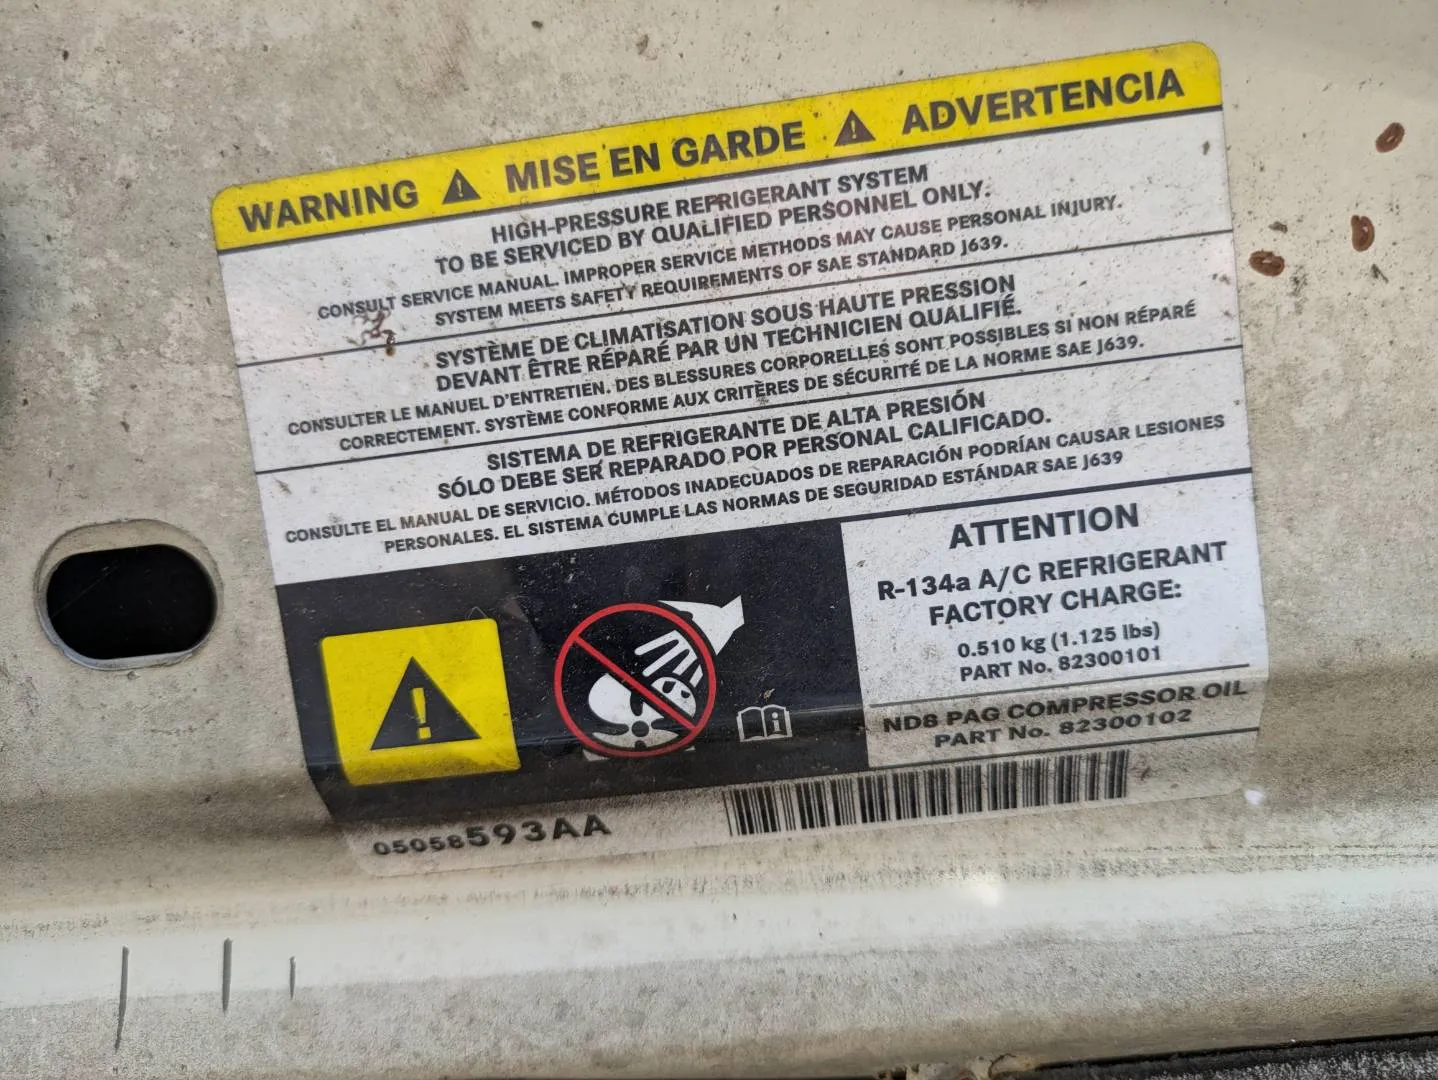 WARNING ⚠ MISE EN GARDE ⚠ ADVERTENCIA
HIGH-PRESSURE REFRIGERANT SYSTEM
TO BE SERVICED BY QUALIFIED PERSONNEL ONLY.
CONSULT SERVICE MANUAL. IMPROPER SERVICE METHODS MAY CAUSE PERSONAL INJURY.
SYSTEM MEETS SAFETY REQUIREMENTS OF SAE STANDARD J639.
SYSTÈME DE CLIMATISATION SOUS HAUTE PRESSION
DEVANT ÊTRE RÉPARÉ PAR UN TECHNICIEN QUALIFIÉ.
CONSULTER LE MANUEL D'ENTRETIEN. DES BLESSURES CORPORELLES SONT POSSIBLES SI NON RÉPARÉ
CORRECTEMENT. SYSTÈME CONFORME AUX CRITÈRES DE SÉCURITÉ DE LA NORME SAE J639.
SISTEMA DE REFRIGERANTE DE ALTA PRESIÓN
SÓLO DEBE SER REPARADO POR PERSONAL CALIFICADO.
CONSULTE EL MANUAL DE SERVICIO. MÉTODOS INADECUADOS DE REPARACIÓN PODRÍAN CAUSAR LESIONES
PERSONALES. EL SISTEMA CUMPLE LAS NORMAS DE SEGURIDAD ESTÁNDAR SAE J639
ATTENTION
R-134a A/C REFRIGERANT
FACTORY CHARGE:
0.510 kg (1.125 lbs)
PART No. 82300101
ND8 PAG COMPRESSOR OIL
PART No. 82300102
05058593AA